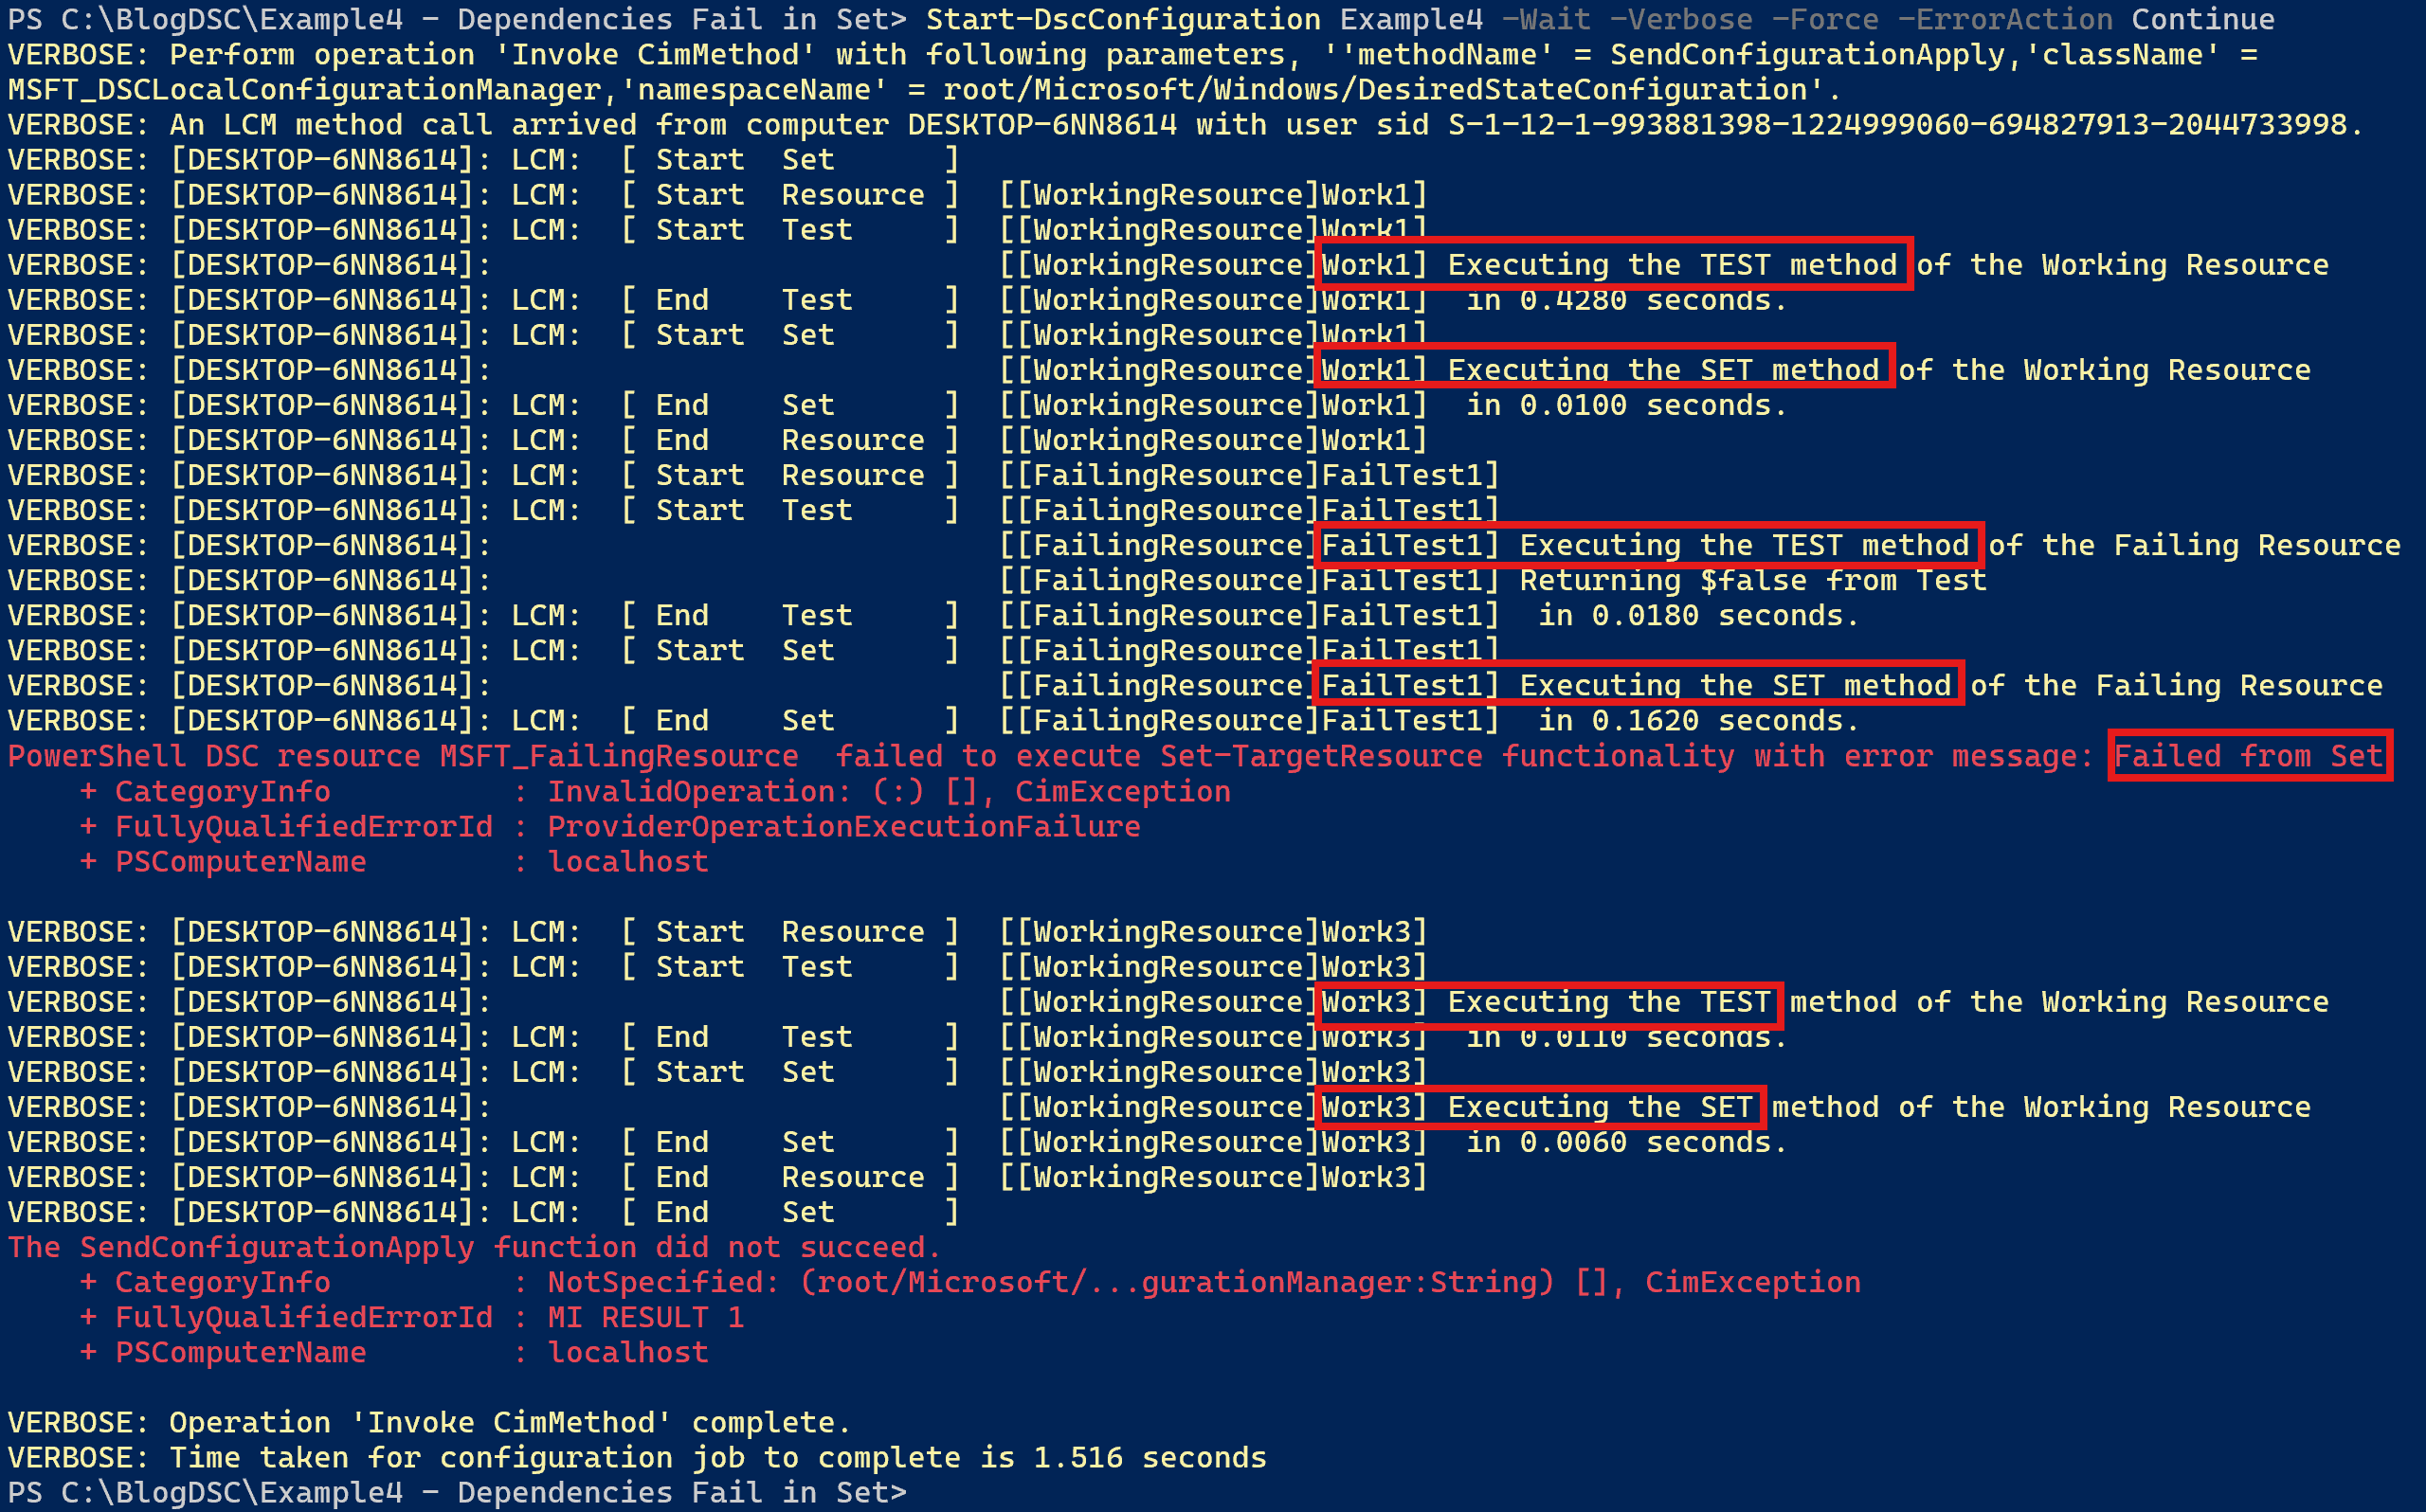 PS C:\BlogDSC\Example4 - Dependencies Fail in Set> Start-DscConfiguration Example4 -Wait -Verbose -Force -ErrorAction Continue
VERBOSE: Perform operation 'Invoke CimMethod' with following parameters, ''methodName' = SendConfigurationApply,'className' =
MSFT_DSCLocalConfigurationManager,'namespaceName' = root/Microsoft/Windows/DesiredStateConfiguration'.
VERBOSE: An LCM method call arrived from computer DESKTOP-6NN8614 with user sid S-1-12-1-993881398-1224999060-694827913-2044733998.
VERBOSE: [DESKTOP-6NN8614]: LCM:  [ Start  Set      ]
VERBOSE: [DESKTOP-6NN8614]: LCM:  [ Start  Resource ]  [[WorkingResource]Work1]
VERBOSE: [DESKTOP-6NN8614]: LCM:  [ Start  Test     ]  [[WorkingResource]Work1]
VERBOSE: [DESKTOP-6NN8614]:                            [[WorkingResource]Work1] Executing the TEST method of the Working Resource
VERBOSE: [DESKTOP-6NN8614]: LCM:  [ End    Test     ]  [[WorkingResource]Work1]  in 0.4280 seconds.
VERBOSE: [DESKTOP-6NN8614]: LCM:  [ Start  Set      ]  [[WorkingResource]Work1]
VERBOSE: [DESKTOP-6NN8614]:                            [[WorkingResource]Work1] Executing the SET method of the Working Resource
VERBOSE: [DESKTOP-6NN8614]: LCM:  [ End    Set      ]  [[WorkingResource]Work1]  in 0.0100 seconds.
VERBOSE: [DESKTOP-6NN8614]: LCM:  [ End    Resource ]  [[WorkingResource]Work1]
VERBOSE: [DESKTOP-6NN8614]: LCM:  [ Start  Resource ]  [[FailingResource]FailTest1]
VERBOSE: [DESKTOP-6NN8614]: LCM:  [ Start  Test     ]  [[FailingResource]FailTest1]
VERBOSE: [DESKTOP-6NN8614]:                            [[FailingResource]FailTest1] Executing the TEST method of the Failing Resource
VERBOSE: [DESKTOP-6NN8614]:                            [[FailingResource]FailTest1] Returning $false from Test
VERBOSE: [DESKTOP-6NN8614]: LCM:  [ End    Test     ]  [[FailingResource]FailTest1]  in 0.0180 seconds.
VERBOSE: [DESKTOP-6NN8614]: LCM:  [ Start  Set      ]  [[FailingResource]FailTest1]
VERBOSE: [DESKTOP-6NN8614]:                            [[FailingResource]FailTest1] Executing the SET method of the Failing Resource
VERBOSE: [DESKTOP-6NN8614]: LCM:  [ End    Set      ]  [[FailingResource]FailTest1]  in 0.1620 seconds.
PowerShell DSC resource MSFT_FailingResource  failed to execute Set-TargetResource functionality with error message: Failed from Set
    + CategoryInfo          : InvalidOperation: (:) [], CimException
    + FullyQualifiedErrorId : ProviderOperationExecutionFailure
    + PSComputerName        : localhost
VERBOSE: [DESKTOP-6NN8614]: LCM:  [ Start  Resource ]  [[WorkingResource]Work3]
VERBOSE: [DESKTOP-6NN8614]: LCM:  [ Start  Test     ]  [[WorkingResource]Work3]
VERBOSE: [DESKTOP-6NN8614]:                            [[WorkingResource]Work3] Executing the TEST method of the Working Resource
VERBOSE: [DESKTOP-6NN8614]: LCM:  [ End    Test     ]  [[WorkingResource]Work3]  in 0.0110 seconds.
VERBOSE: [DESKTOP-6NN8614]: LCM:  [ Start  Set      ]  [[WorkingResource]Work3]
VERBOSE: [DESKTOP-6NN8614]:                            [[WorkingResource]Work3] Executing the SET method of the Working Resource
VERBOSE: [DESKTOP-6NN8614]: LCM:  [ End    Set      ]  [[WorkingResource]Work3]  in 0.0060 seconds.
VERBOSE: [DESKTOP-6NN8614]: LCM:  [ End    Resource ]  [[WorkingResource]Work3]
VERBOSE: [DESKTOP-6NN8614]: LCM:  [ End    Set      ]
The SendConfigurationApply function did not succeed.
    + CategoryInfo          : NotSpecified: (root/Microsoft/...gurationManager:String) [], CimException
    + FullyQualifiedErrorId : MI RESULT 1
    + PSComputerName        : localhost
VERBOSE: Operation 'Invoke CimMethod' complete.
VERBOSE: Time taken for configuration job to complete is 1.516 seconds
PS C:\BlogDSC\Example4 - Dependencies Fail in Set>